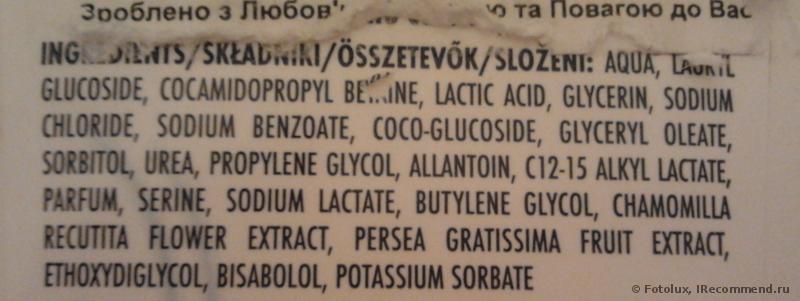 Зроблено з Любов' та Повагою до Вас
INGREDIENTS/SKŁADNIKI/ÖSSZETEVŐK/SLOŽENÍ: AQUA, LAURYL
GLUCOSIDE, COCAMIDOPROPYL BETAINE, LACTIC ACID, GLYCERIN, SODIUM
CHLORIDE, SODIUM BENZOATE, COCO-GLUCOSIDE, GLYCERYL OLEATE,
SORBITOL, UREA, PROPYLENE GLYCOL, ALLANTOIN, C12-15 ALKYL LACTATE,
PARFUM, SERINE, SODIUM LACTATE, BUTYLENE GLYCOL, CHAMOMILLA
RECUTITA FLOWER EXTRACT, PERSEA GRATISSIMA FRUIT EXTRACT,
ETHOXYDIGLYCOL, BISABOLOL, POTASSIUM SORBATE
© Fotolux, IRecommend.ru